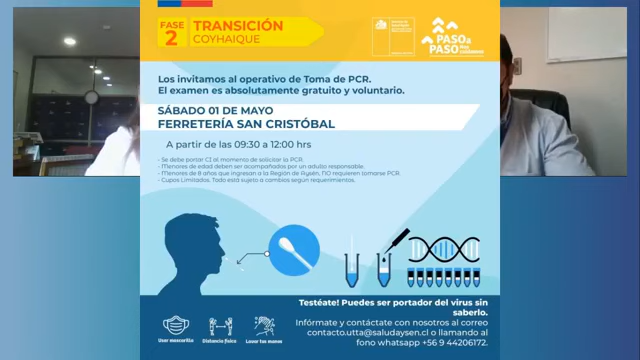 FASE
2
TRANSICIÓN
COYHAIQUE
PASO a
PASO
Los invitamos al operativo de Toma de PCR.
El examen es absolutamente gratuito y voluntario.
SÁBADO 01 DE MAYO
FERRETERÍA SAN CRISTÓBAL
A partir de las 09:30 a 12:00 hrs
- Se debe portar CI al momento de solicitar la PCR.
- Menores de edad deben ser acompañados por un adulto responsable.
- Menores de 8 años que ingresan a la Región de Aysén, NO requieren tomarse PCR.
- Cupos Limitados. Todo está sujeto a cambios según requerimientos.
Testéate! Puedes ser portador del virus sin
saberlo.
Infórmate y contáctate con nosotros al correo
contacto.utta@saludaysen.cl o llamando al
fono whatsapp +56 9 44206172.
Usar mascarilla
Distancia física
Lavar tus manos